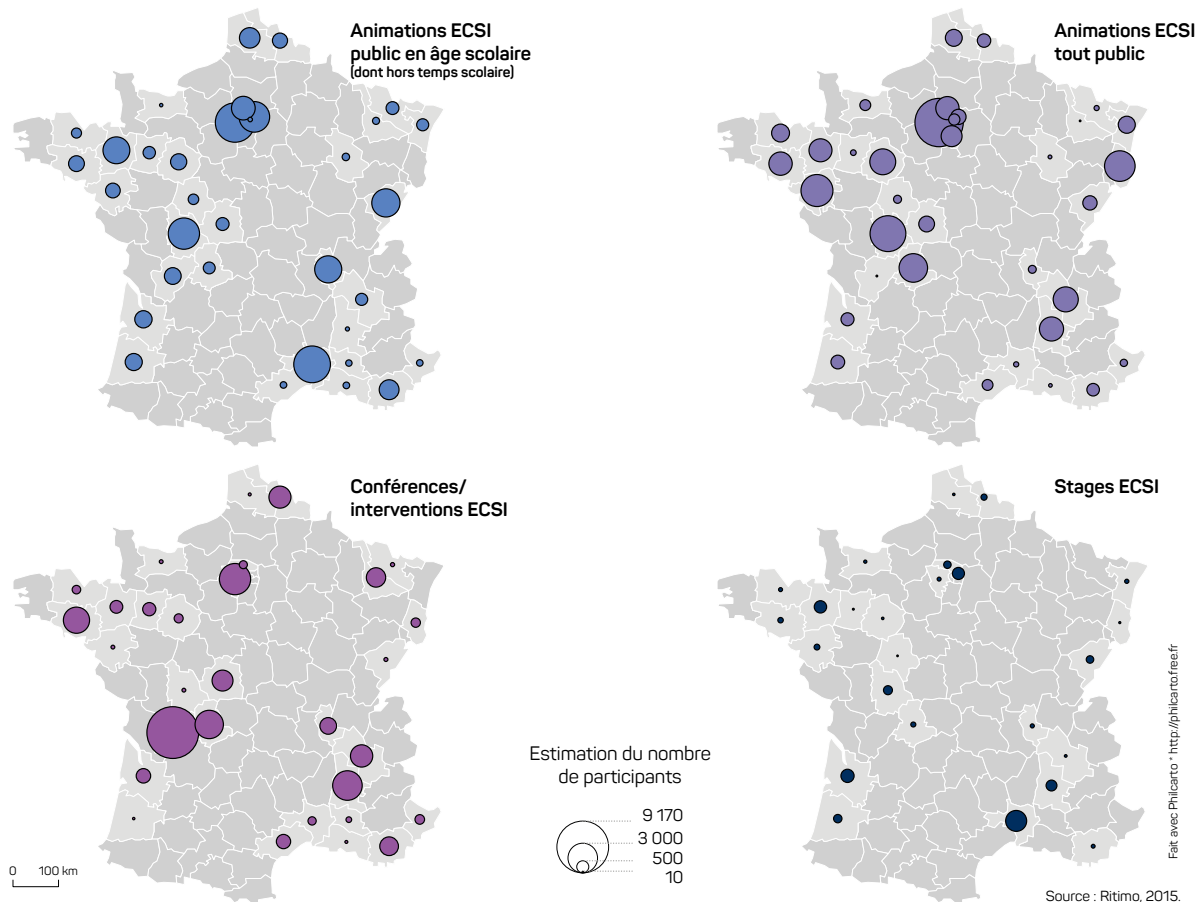 Animations ECSI
public en âge scolaire
(dont hors temps scolaire)
Animations ECSI
tout public
Conférences/
interventions ECSI
Stages ECSI
Estimation du nombre
de participants
9 170
3 000
500
10
0 100 km
Fait avec Philcarto * http://philcarto.free.fr
Source : Ritimo, 2015.